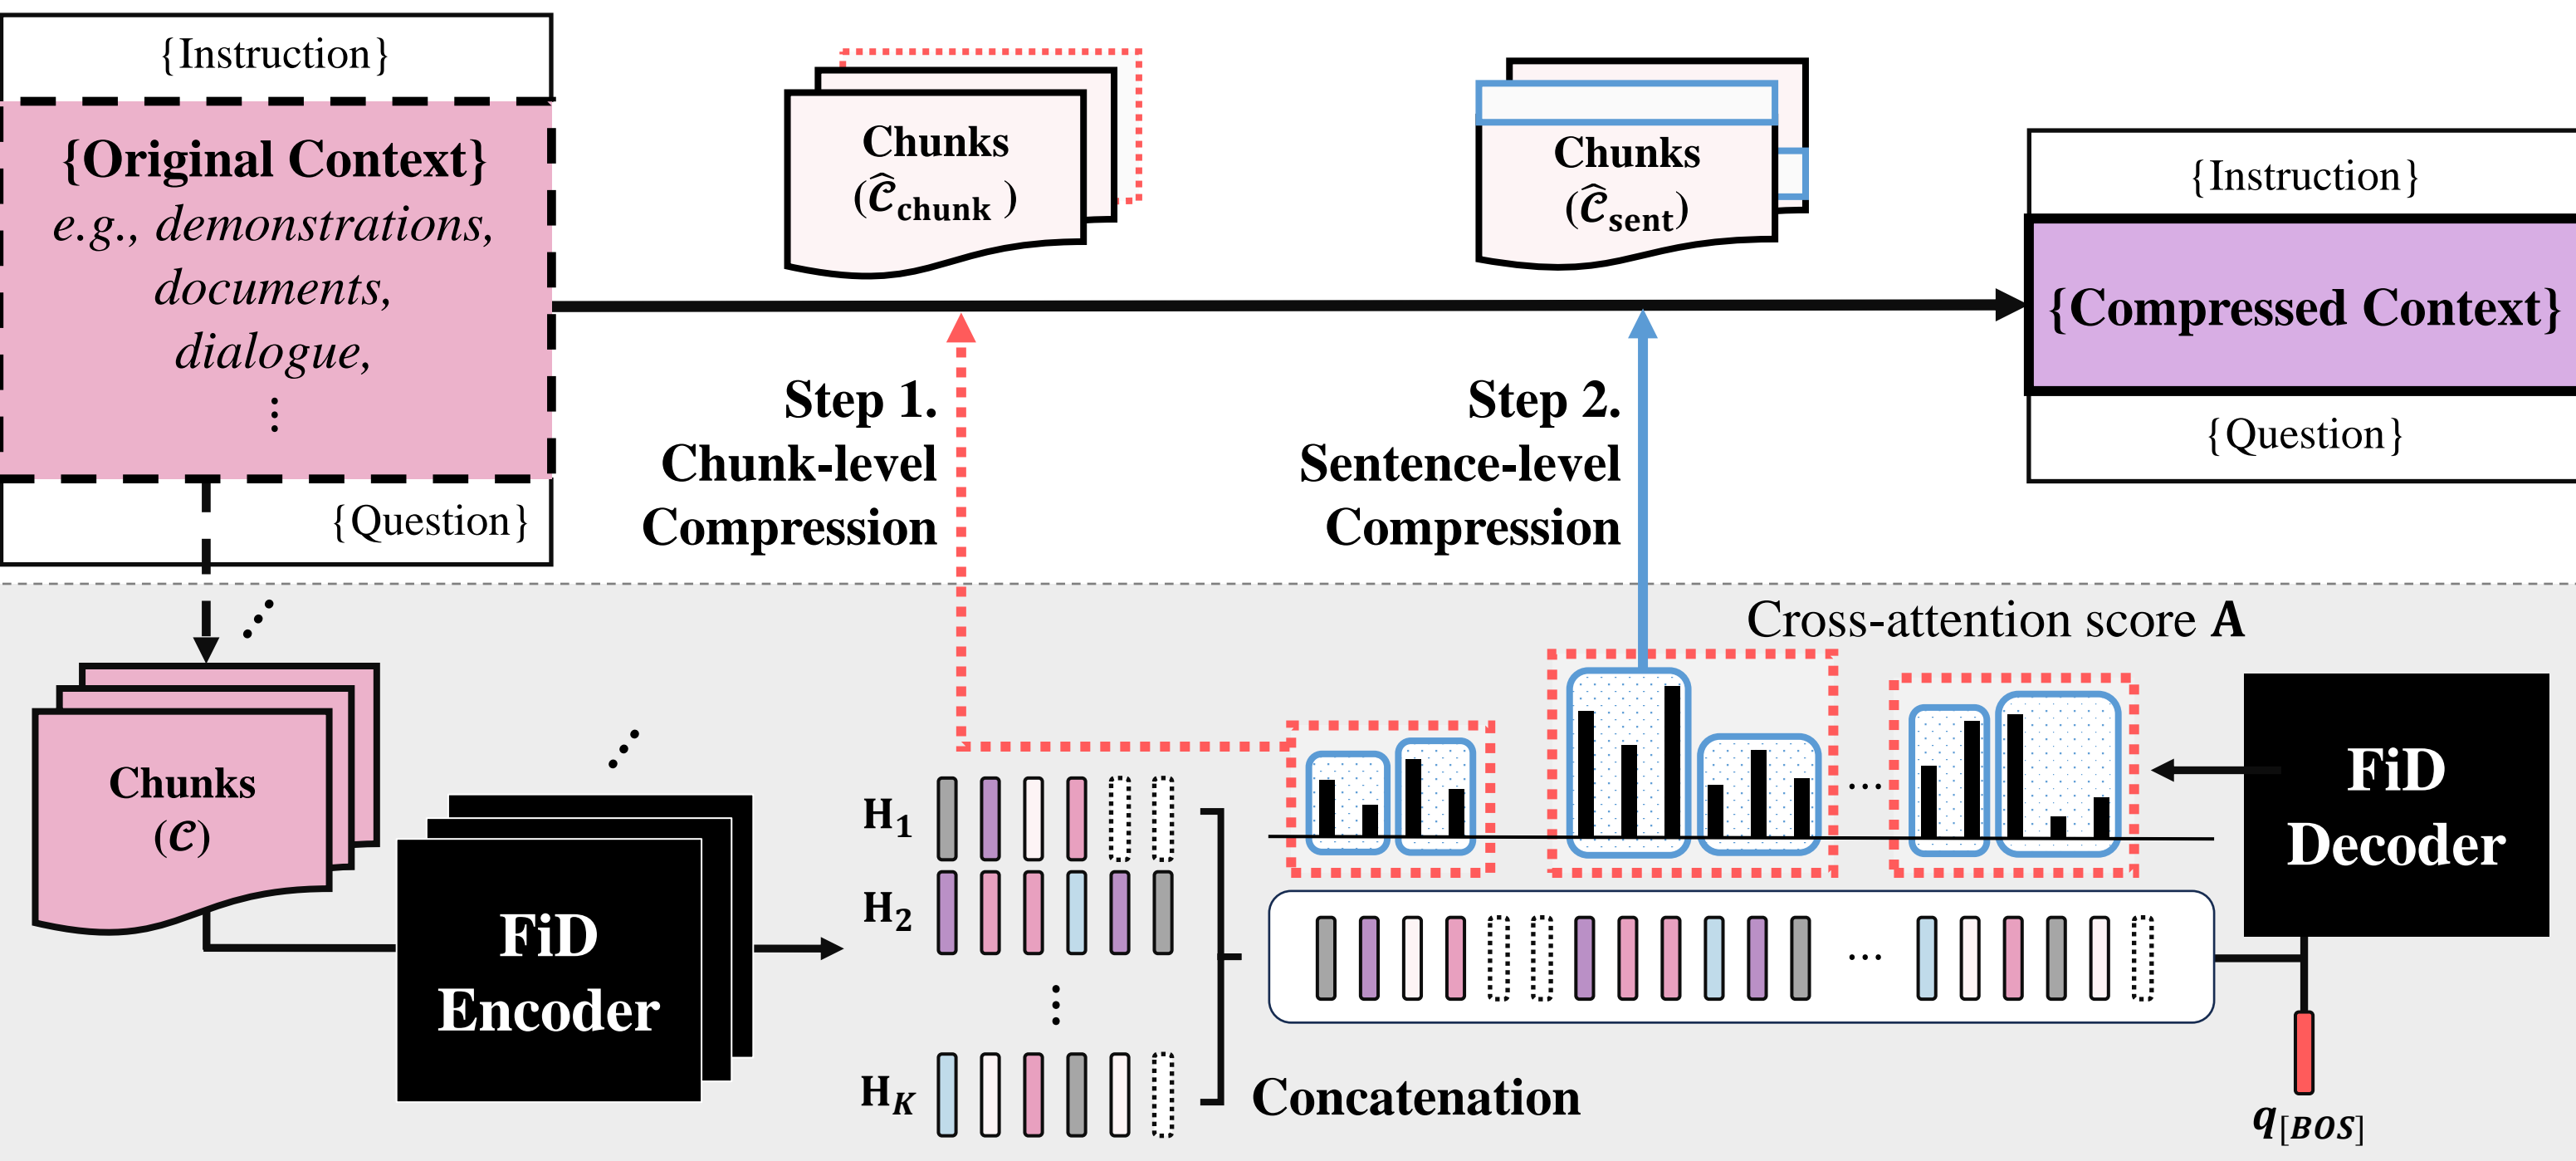 {Instruction}
{Original Context}
e.g., demonstrations,
documents,
dialogue,
⋮
{Question}
Chunks
(𝓒̂chunk )
Chunks
(𝓒̂sent)
{Instruction}
{Compressed Context}
{Question}
Step 1.
Chunk-level
Compression
Step 2.
Sentence-level
Compression
Cross-attention score A
Chunks
(𝓒)
FiD
Encoder
H1
H2
⋮
HK
Concatenation
...
...
FiD
Decoder
q[BOS]